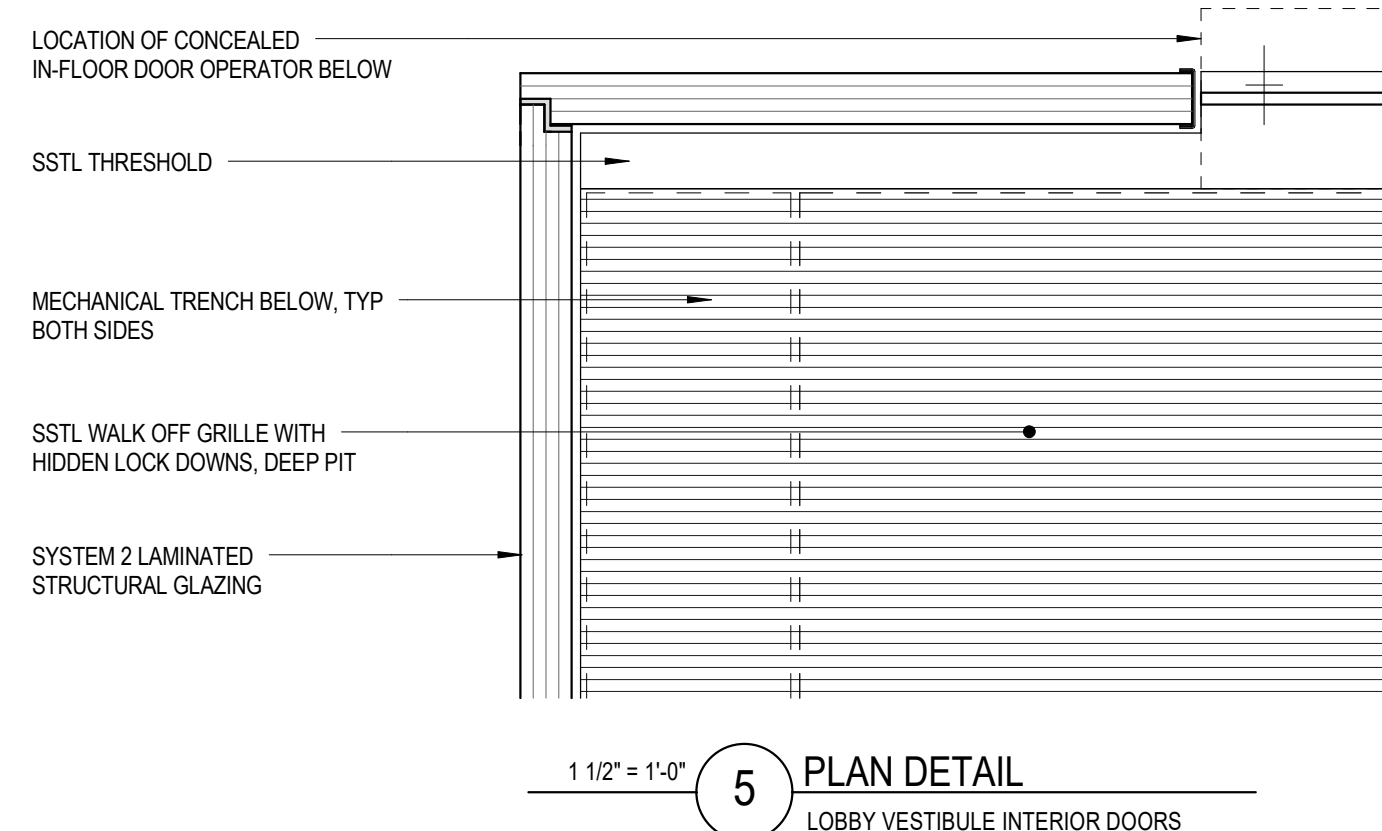 LOCATION OF CONCEALED
IN-FLOOR DOOR OPERATOR BELOW
SSTL THRESHOLD
MECHANICAL TRENCH BELOW, TYP
BOTH SIDES
SSTL WALK OFF GRILLE WITH
HIDDEN LOCK DOWNS, DEEP PIT
SYSTEM 2 LAMINATED
STRUCTURAL GLAZING
1 1/2" = 1'-0"
5
PLAN DETAIL
LOBBY VESTIBULE INTERIOR DOORS